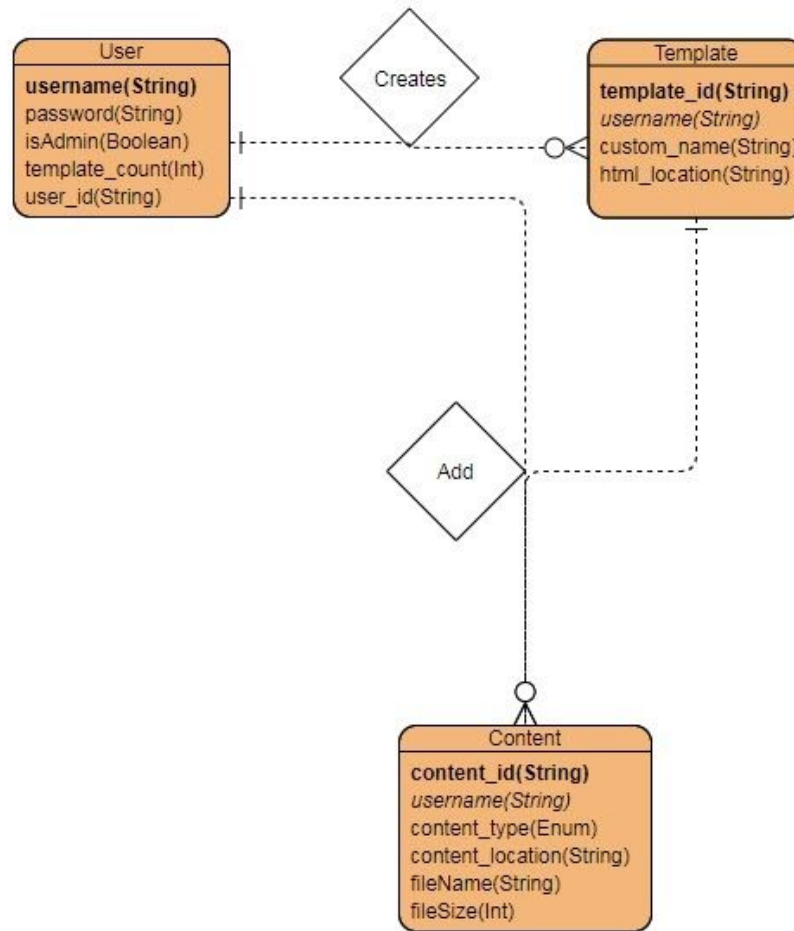 User
username(String)
password(String)
isAdmin(Boolean)
template_count(Int)
user_id(String)
Creates
Template
template_id(String)
username(String)
custom_name(String)
html_location(String)
Add
Content
content_id(String)
username(String)
content_type(Enum)
content_location(String)
fileName(String)
fileSize(Int)